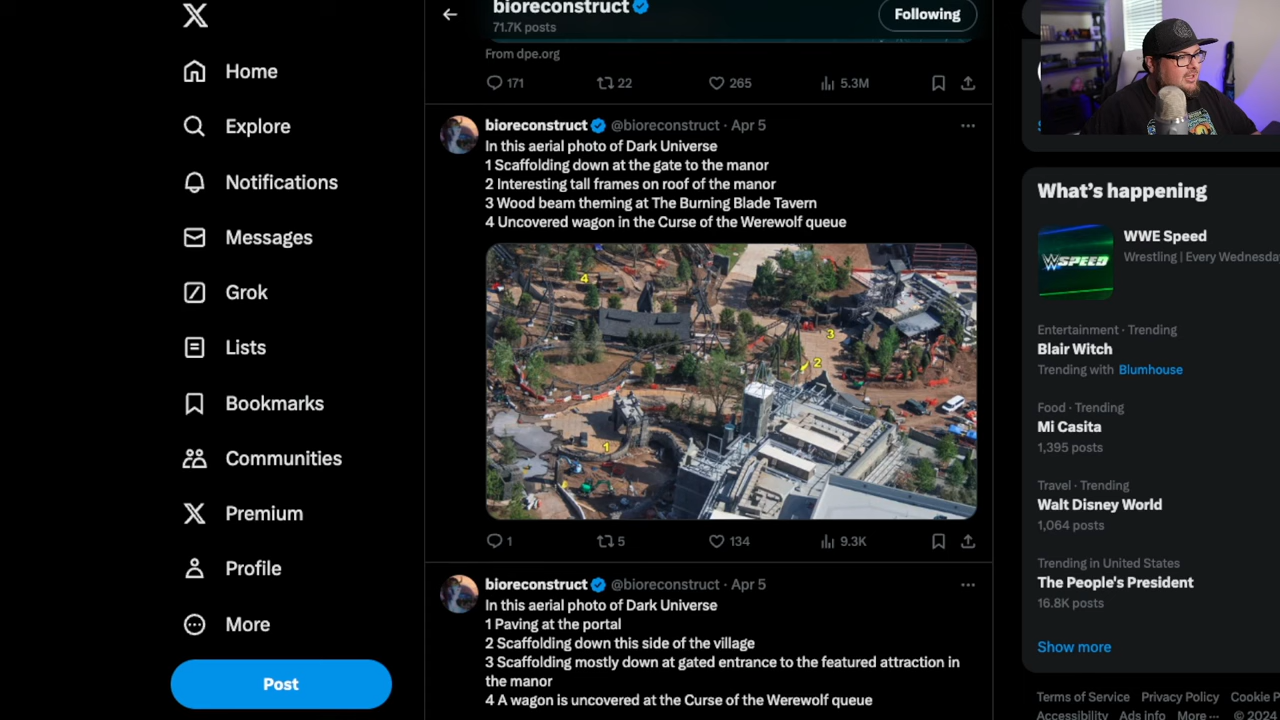 bioreconstruct
71.7K posts
Following
Home
Explore
Notifications
Messages
Grok
Lists
Bookmarks
Communities
Premium
Profile
More
Post
From dpe.org
171 22 265 5.3M
bioreconstruct @bioreconstruct · Apr 5
In this aerial photo of Dark Universe
1 Scaffolding down at the gate to the manor
2 Interesting tall frames on roof of the manor
3 Wood beam theming at The Burning Blade Tavern
4 Uncovered wagon in the Curse of the Werewolf queue
4
3
2
1
1 5 134 9.3K
bioreconstruct @bioreconstruct · Apr 5
In this aerial photo of Dark Universe
1 Paving at the portal
2 Scaffolding down this side of the village
3 Scaffolding mostly down at gated entrance to the featured attraction in
the manor
4 A wagon is uncovered at the Curse of the Werewolf queue
What's happening
WSPEED
WWE Speed
Wrestling | Every Wednesda
Entertainment · Trending
Blair Witch
Trending with Blumhouse
Food · Trending
Mi Casita
1,395 posts
Travel · Trending
Walt Disney World
1,064 posts
Trending in United States
The People's President
16.8K posts
Show more
Terms of Service Privacy Policy Cookie P
Accessibility Ads info More ··· © 2024